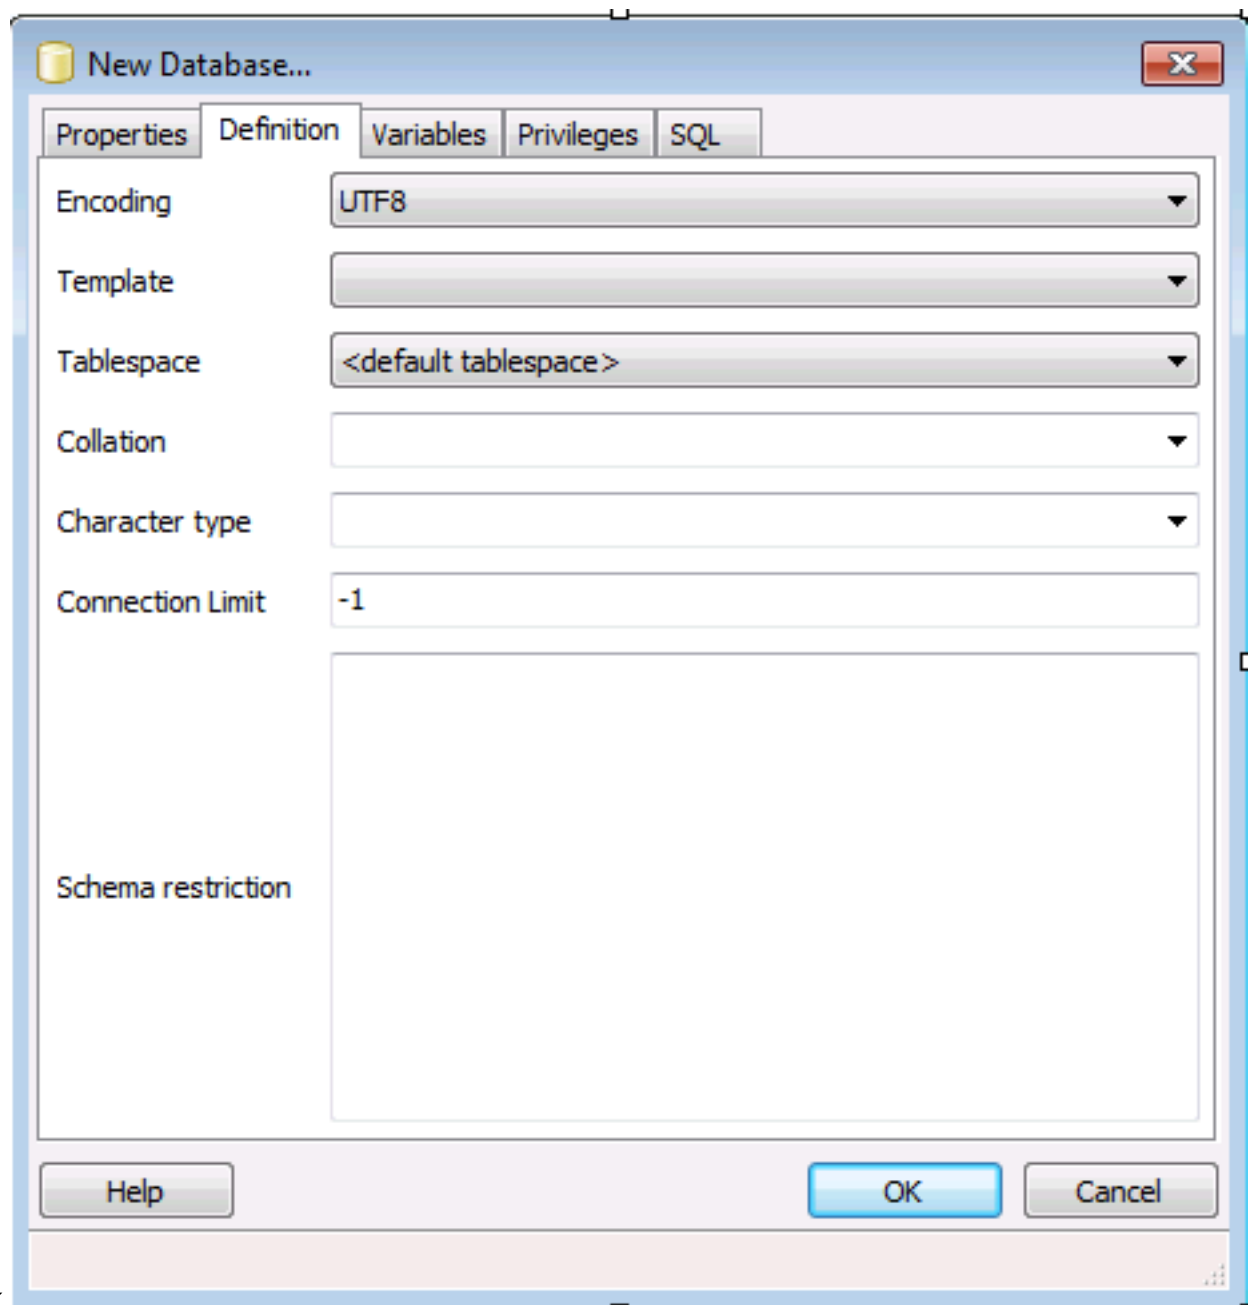 New Database...
Properties Definition Variables Privileges SQL
Encoding UTF8
Template
Tablespace <default tablespace>
Collation
Character type
Connection Limit -1
Schema restriction
Help OK Cancel